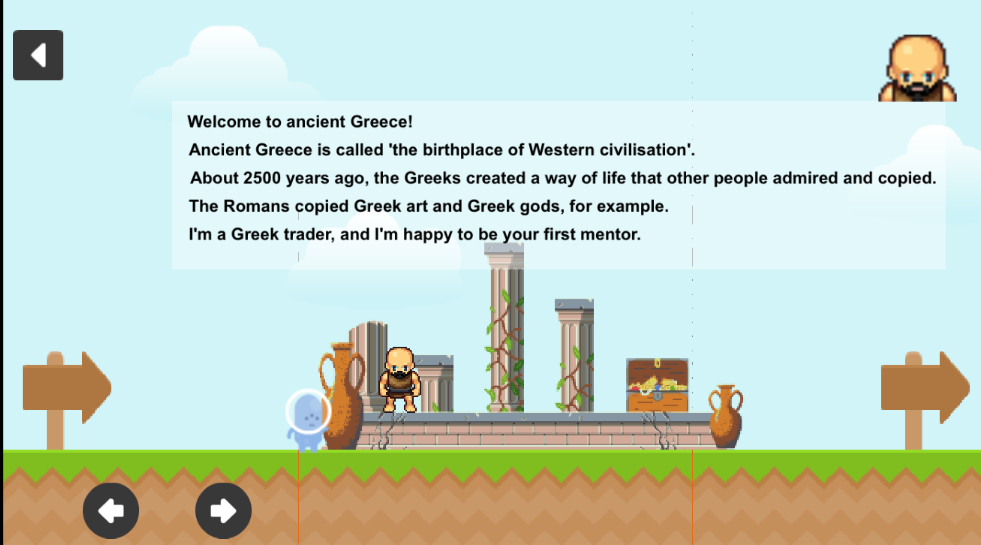 Welcome to ancient Greece!
Ancient Greece is called 'the birthplace of Western civilisation'.
About 2500 years ago, the Greeks created a way of life that other people admired and copied.
The Romans copied Greek art and Greek gods, for example.
I'm a Greek trader, and I'm happy to be your first mentor.